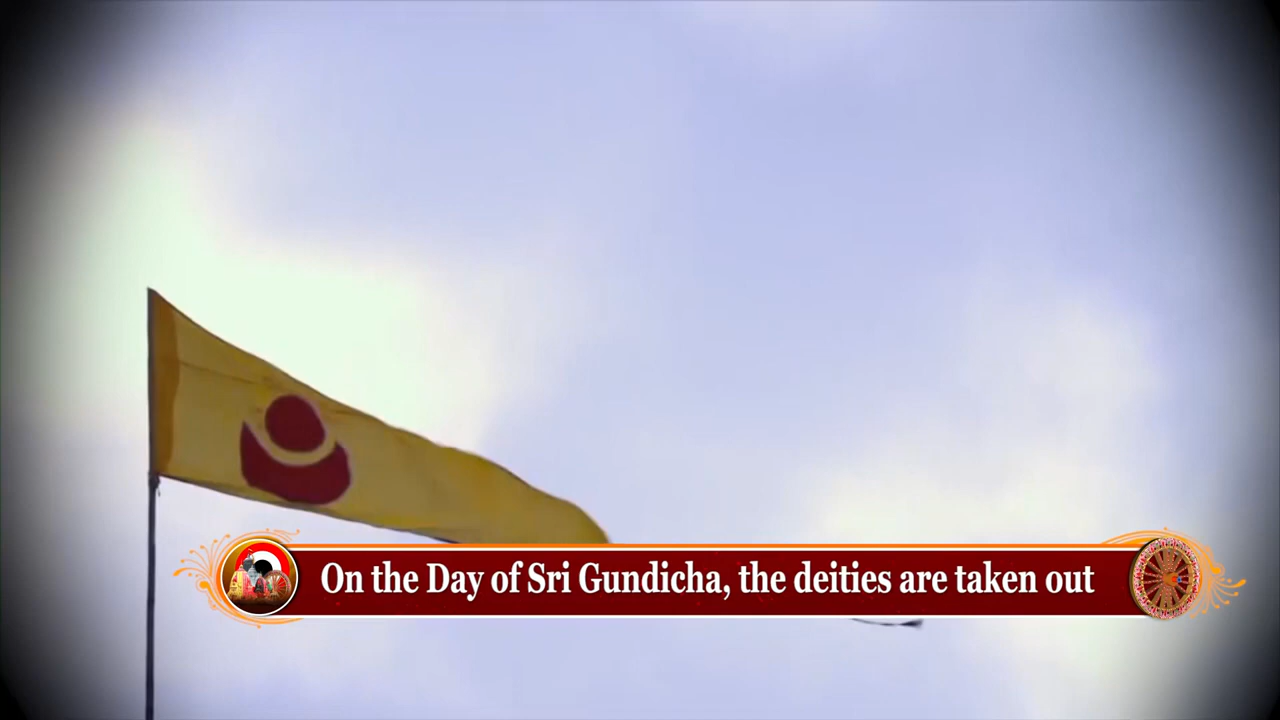 On the Day of Sri Gundicha, the deities are taken out